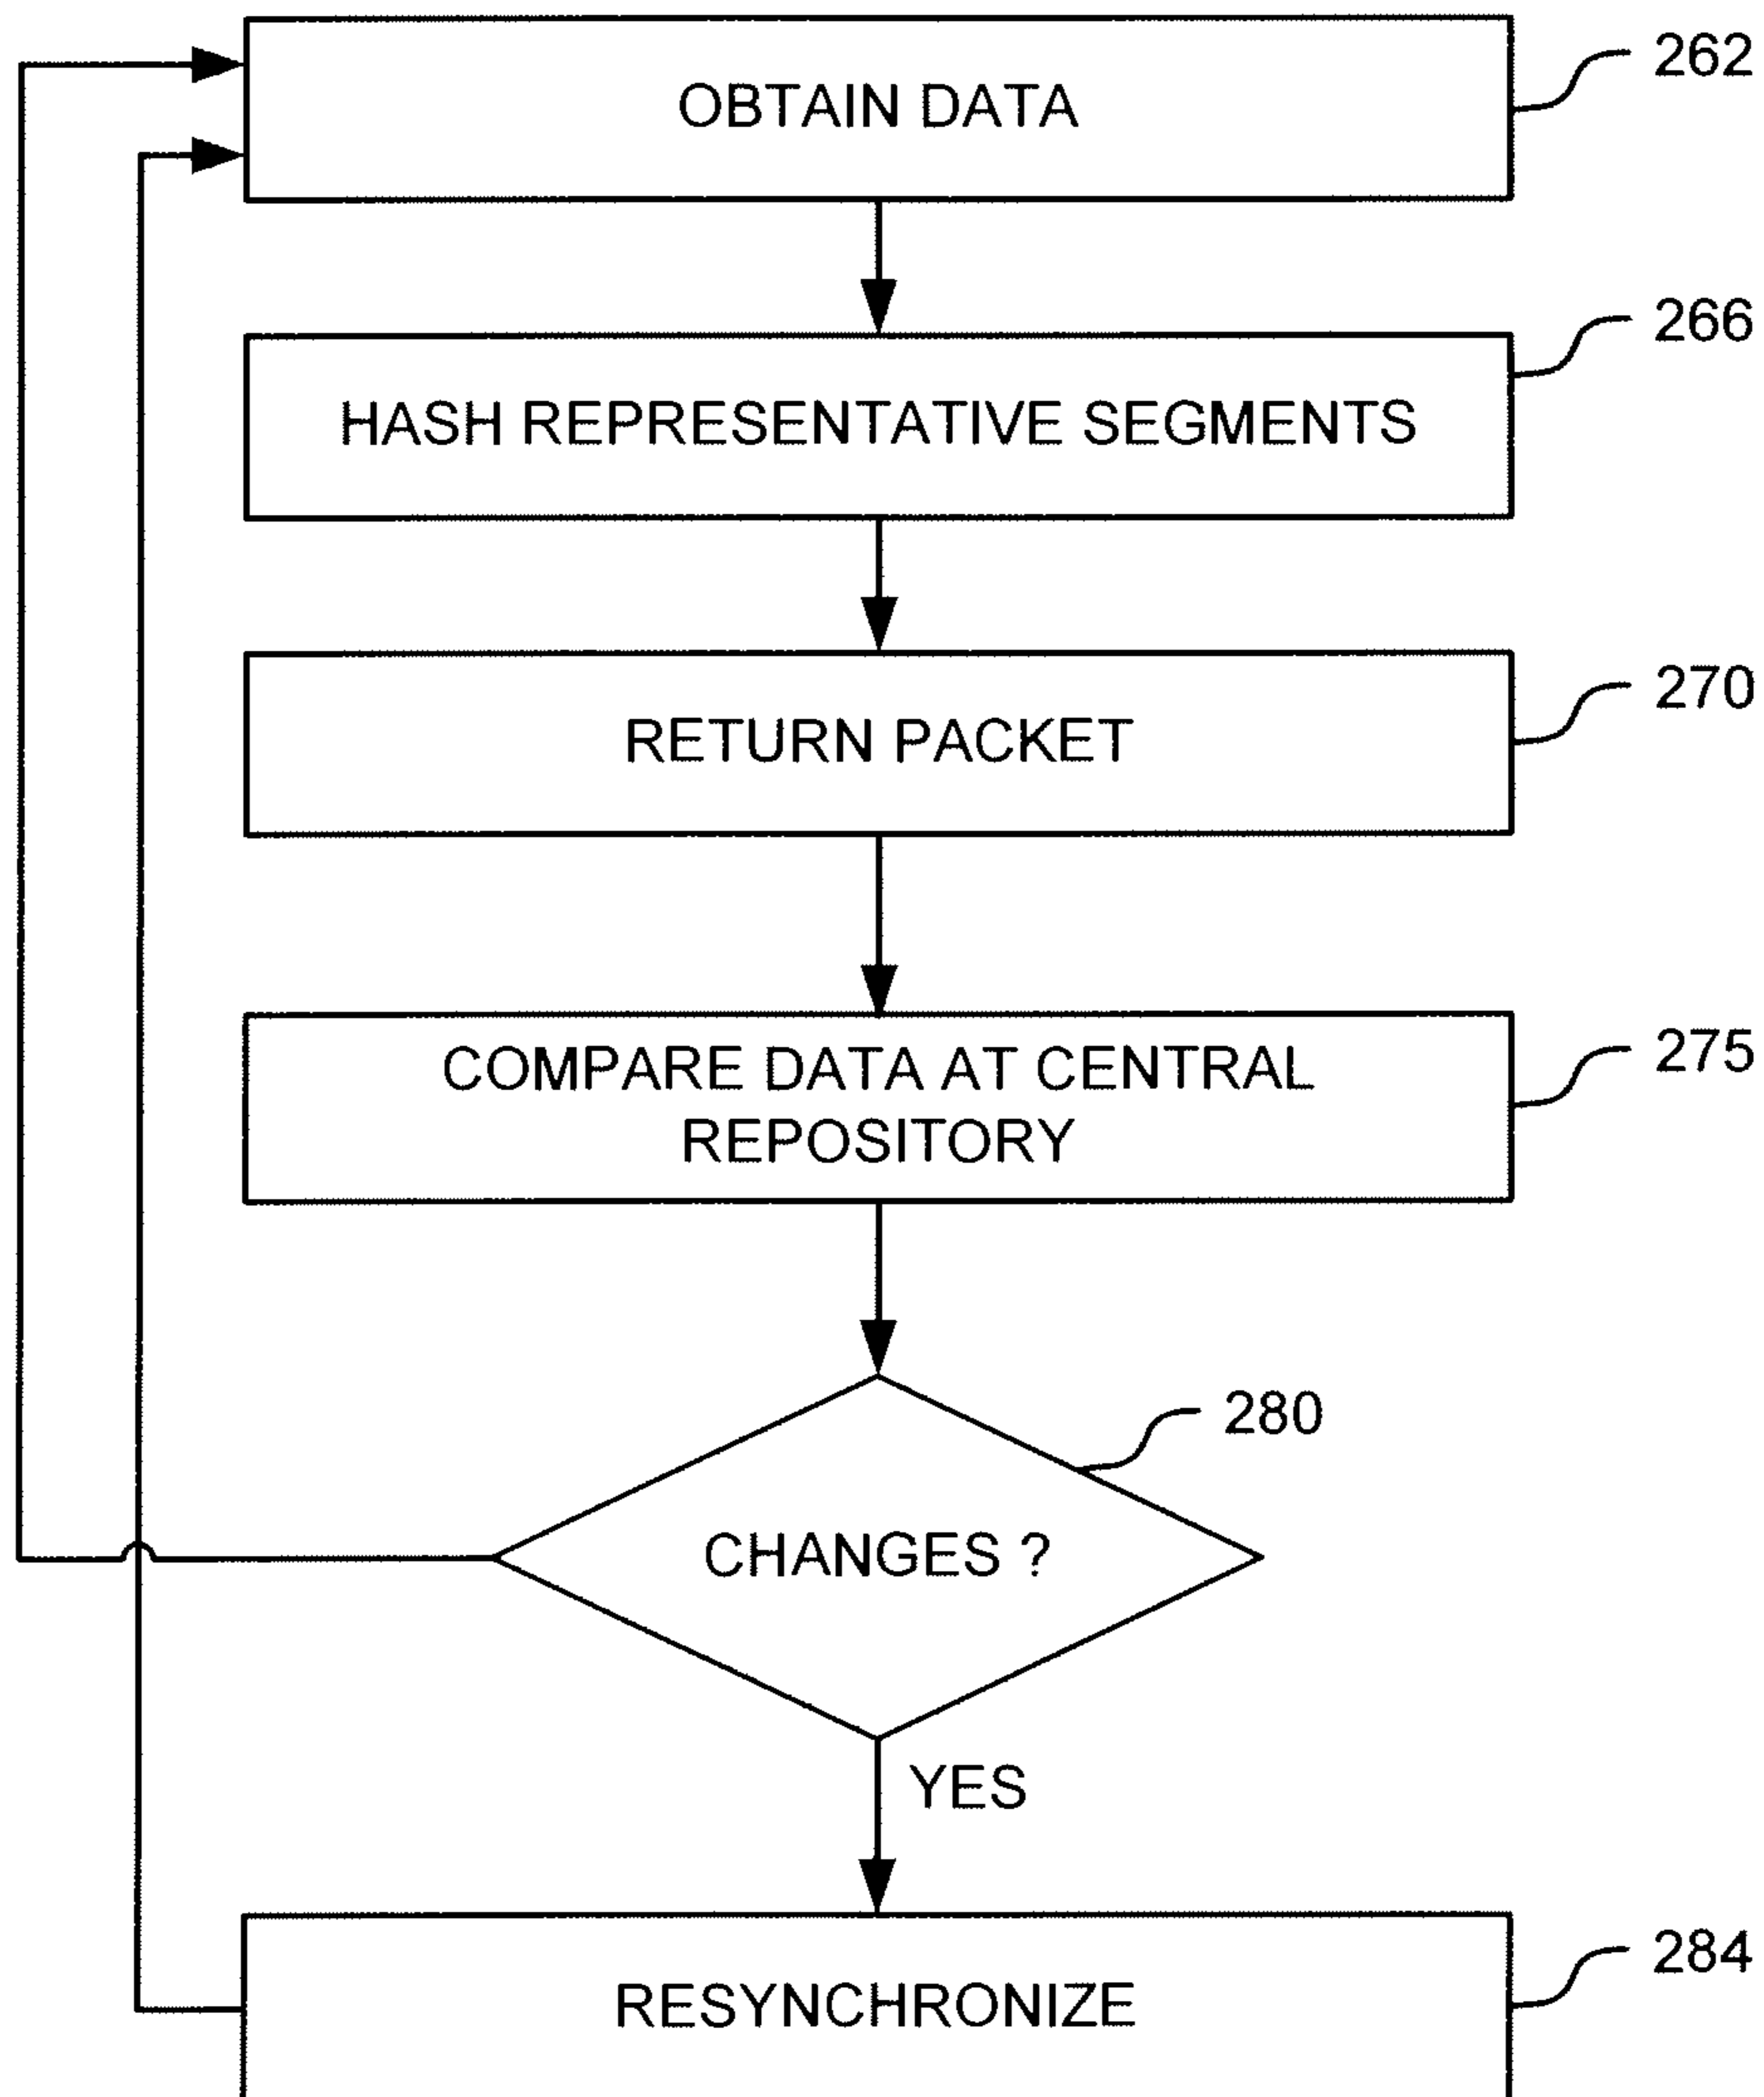 OBTAIN DATA
262
HASH REPRESENTATIVE SEGMENTS
266
RETURN PACKET
270
COMPARE DATA AT CENTRAL
REPOSITORY
275
CHANGES ?
280
YES
RESYNCHRONIZE
284